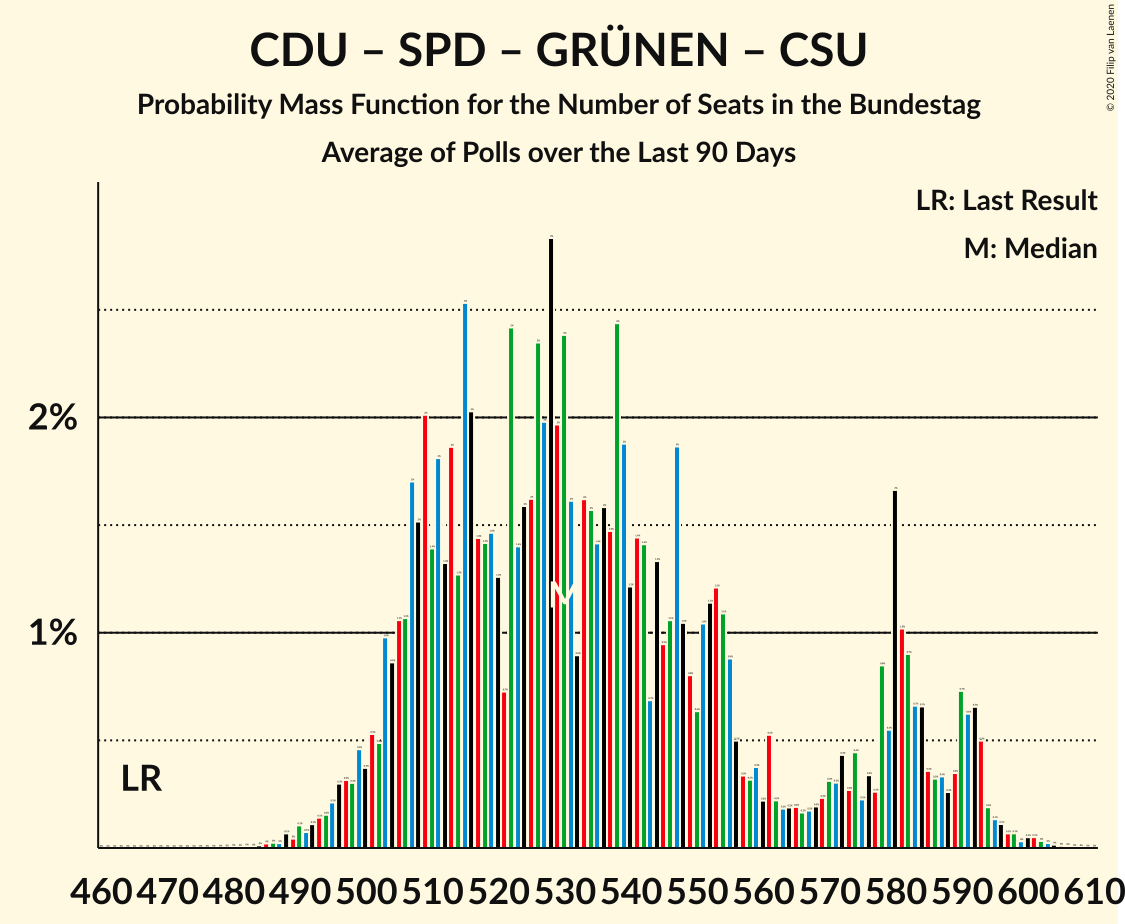 CDU – SPD – GRÜNEN – CSU
Probability Mass Function for the Number of Seats in the Bundestag
Average of Polls over the Last 90 Days
© 2020 Filip van Laenen
LR: Last Result
M: Median
2%
1%
LR
M
460 470 480 490 500 510 520 530 540 550 560 570 580 590 600 610